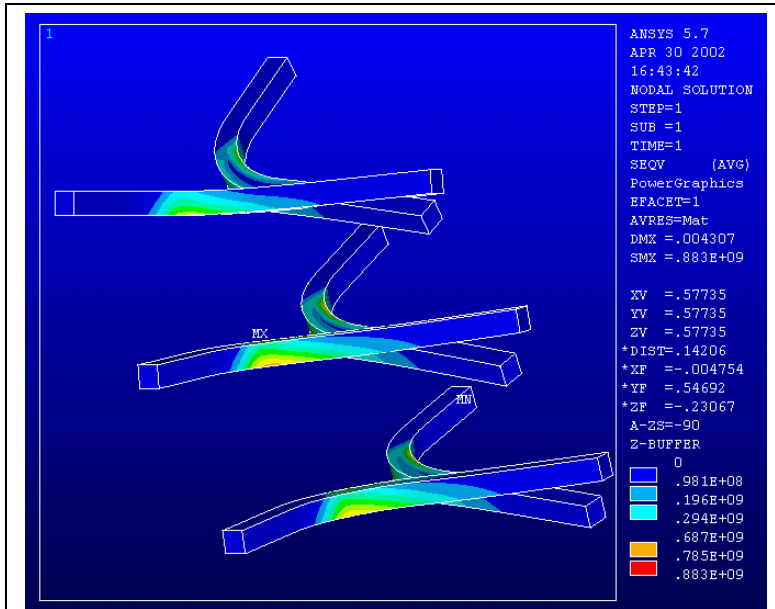 1
ANSYS 5.7
APR 30 2002
16:43:42
NODAL SOLUTION
STEP=1
SUB =1
TIME=1
SEQV (AVG)
PowerGraphics
EFACET=1
AVRES=Mat
DMX =.004307
SMX =.883E+09
XV =.57735
YV =.57735
ZV =.57735
*DIST=.14206
*XF =-.004754
*YF =.54692
*ZF =-.23067
A-ZS=-90
Z-BUFFER
0
.981E+08
.196E+09
.294E+09
.687E+09
.785E+09
.883E+09
MX
MN